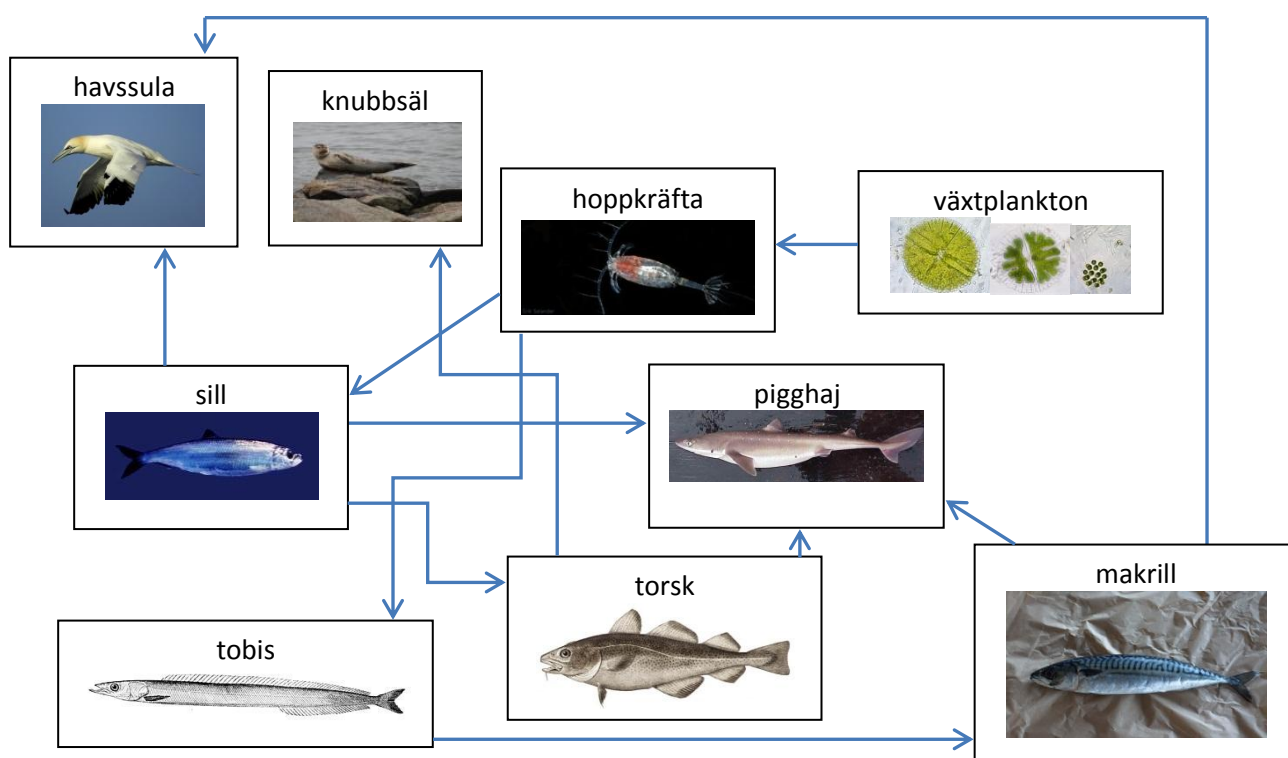 havssula
knubbsäl
hoppkräfta
växtplankton
sill
pigghaj
torsk
makrill
tobis